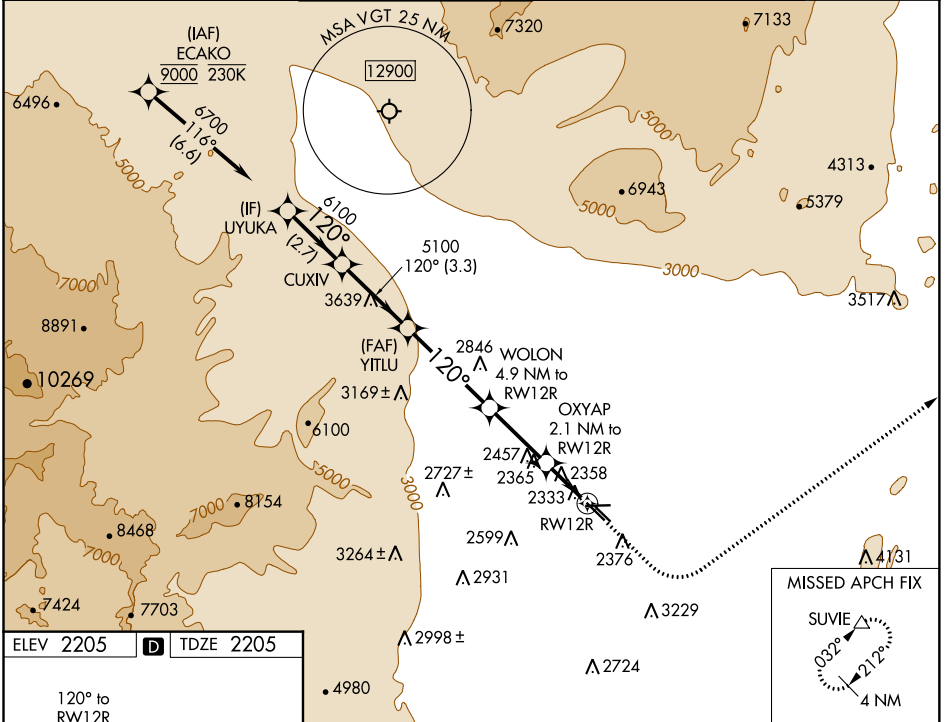 MSA VGT 25 NM
12900
7320
7133
(IAF)
ECAKO
9000 230K
6496
6700
116°
(6.6)
5000
5000
4313
6943
5379
5000
(IF)
UYUKA
6100
120°
(2.7)
CUXIV
5100
120° (3.3)
3000
3639
3517
7000
8891
(FAF)
YITLU
120°
2846
WOLON
4.9 NM to
RW12R
10269
3169±
OXYAP
2.1 NM to
RW12R
6100
2457
2365
2358
2333
RW12R
2727±
5000
3000
7000
8154
8468
7000
2599
2376
3264±
4131
2931
7424
7703
3229
2998±
2724
4980
MISSED APCH FIX
SUVIE
032°
212°
4 NM
ELEV 2205 D TDZE 2205
120° to
RW12R